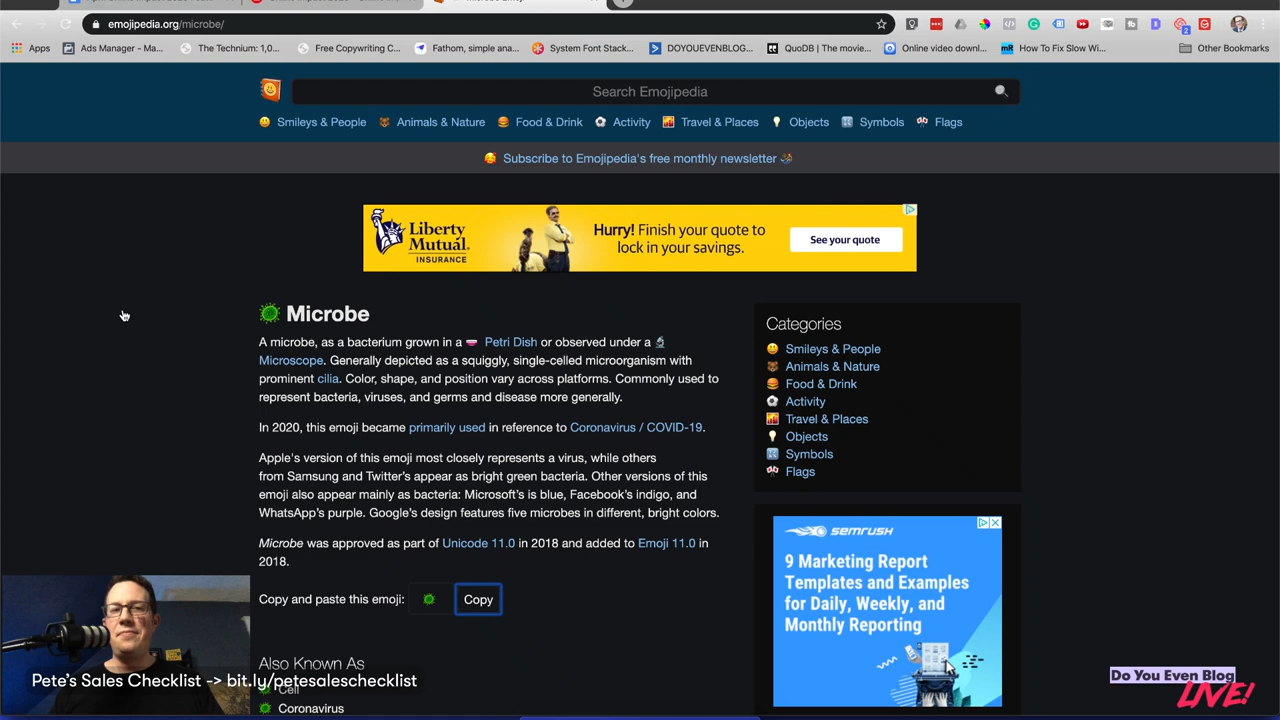 emojipedia.org/microbe/
Apps
Ads Manager - Ma...
The Technium: 1,0...
Free Copywriting C...
Fathom, simple ana...
System Font Stack...
DOYOUEVENBLOG...
QuoDB | The movie...
Online video downl...
How To Fix Slow Wi...
Other Bookmarks
Search Emojipedia
Smileys & People
Animals & Nature
Food & Drink
Activity
Travel & Places
Objects
Symbols
Flags
Subscribe to Emojipedia's free monthly newsletter
Liberty
Mutual.
INSURANCE
Hurry! Finish your quote to
lock in your savings.
See your quote
Microbe
A microbe, as a bacterium grown in a Petri Dish or observed under a
Microscope. Generally depicted as a squiggly, single-celled microorganism with
prominent cilia. Color, shape, and position vary across platforms. Commonly used to
represent bacteria, viruses, and germs and disease more generally.
In 2020, this emoji became primarily used in reference to Coronavirus / COVID-19.
Apple's version of this emoji most closely represents a virus, while others
from Samsung and Twitter's appear as bright green bacteria. Other versions of this
emoji also appear mainly as bacteria: Microsoft's is blue, Facebook's indigo, and
WhatsApp's purple. Google's design features five microbes in different, bright colors.
Microbe was approved as part of Unicode 11.0 in 2018 and added to Emoji 11.0 in
2018.
Copy and paste this emoji:
Copy
Also Known As
Cell
Coronavirus
Categories
Smileys & People
Animals & Nature
Food & Drink
Activity
Travel & Places
Objects
Symbols
Flags
SEMRUSH
9 Marketing Report
Templates and Examples
for Daily, Weekly, and
Monthly Reporting
Pete's Sales Checklist -> bit.ly/petesaleschecklist
Do You Even Blog
LIVE!